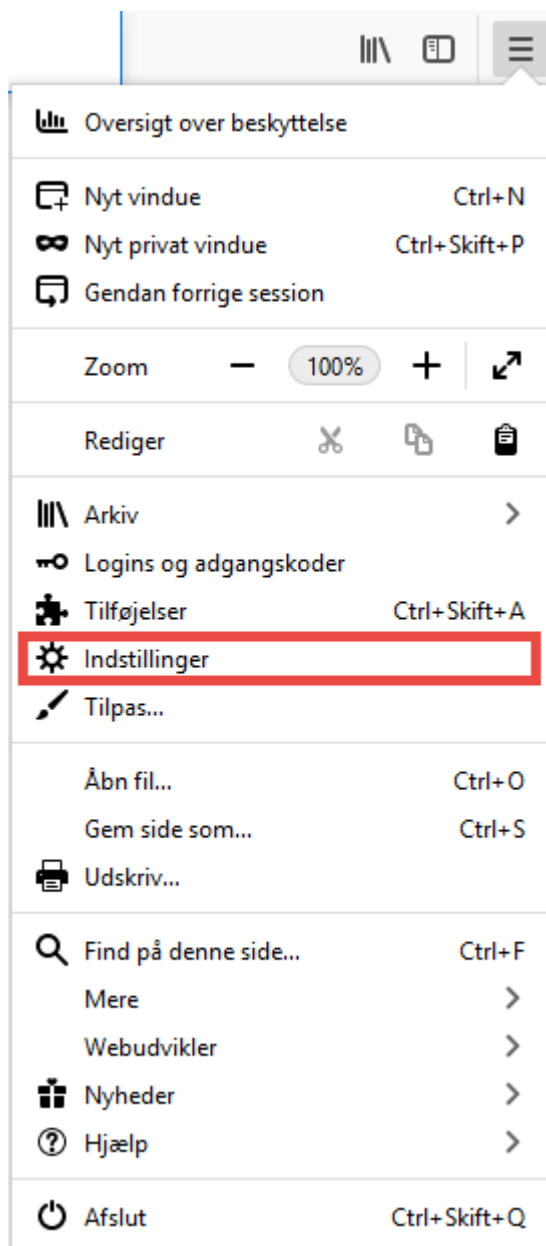 Oversigt over beskyttelse
Nyt vindue Ctrl+N
Nyt privat vindue Ctrl+Skift+P
Gendan forrige session
Zoom 100%
Rediger
Arkiv
Logins og adgangskoder
Tilføjelser Ctrl+Skift+A
Indstillinger
Tilpas...
Åbn fil... Ctrl+O
Gem side som... Ctrl+S
Udskriv...
Find på denne side... Ctrl+F
Mere
Webudvikler
Nyheder
Hjælp
Afslut Ctrl+Skift+Q